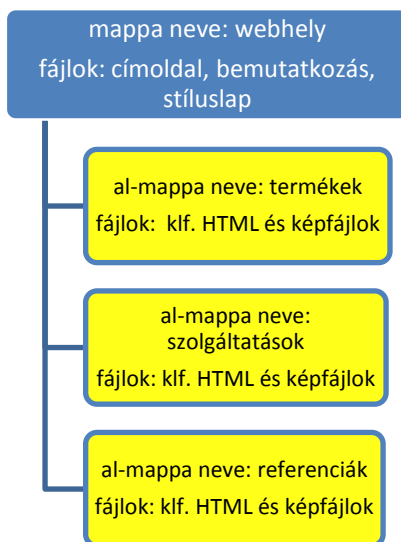 mappa neve: webhely
fájlok: címoldal, bemutatkozás,
stíluslap
al-mappa neve: termékek
fájlok: klf. HTML és képfájlok
al-mappa neve:
szolgáltatások
fájlok: klf. HTML és képfájlok
al-mappa neve: referenciák
fájlok: klf. HTML és képfájlok